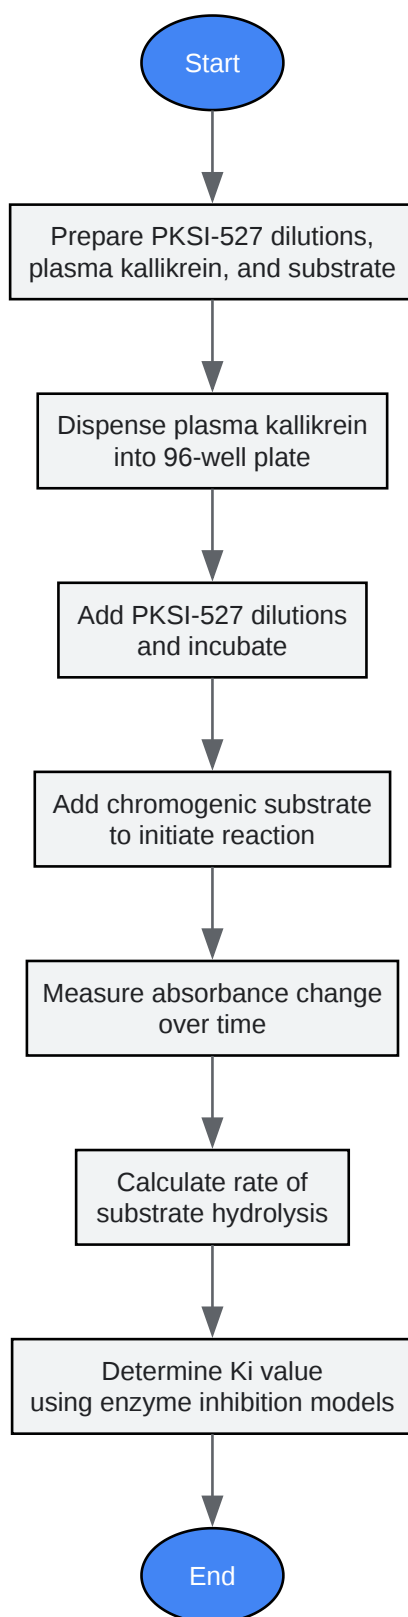 Start
Prepare PKSI-527 dilutions,
plasma kallikrein, and substrate
Dispense plasma kallikrein
into 96-well plate
Add PKSI-527 dilutions
and incubate
Add chromogenic substrate
to initiate reaction
Measure absorbance change
over time
Calculate rate of
substrate hydrolysis
Determine Ki value
using enzyme inhibition models
End